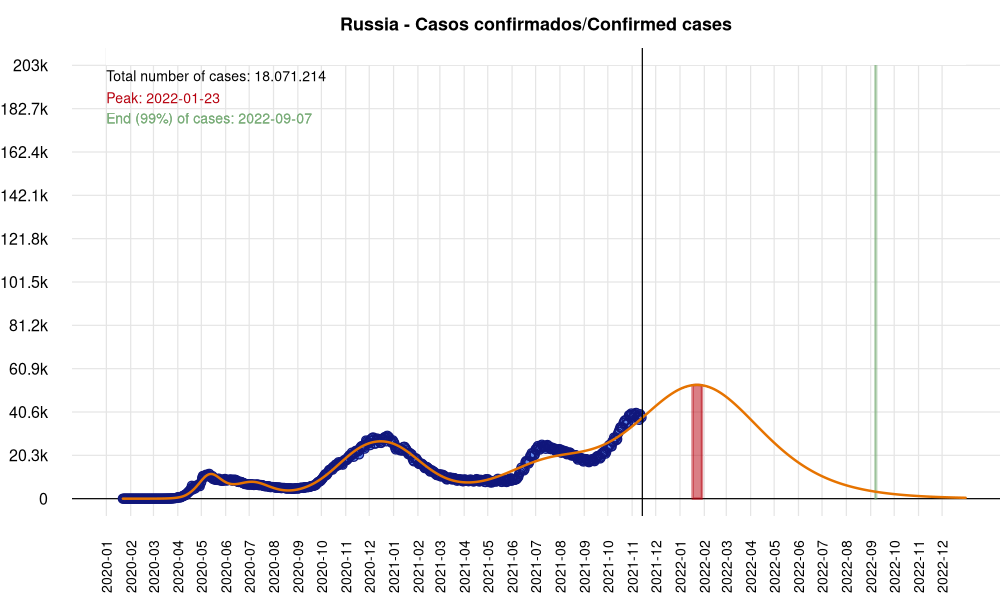 Russia - Casos confirmados/Confirmed cases
Total number of cases: 18.071.214
Peak: 2022-01-23
End (99%) of cases: 2022-09-07
203k
182.7k
162.4k
142.1k
121.8k
101.5k
81.2k
60.9k
40.6k
20.3k
0
2020-01
2020-02
2020-03
2020-04
2020-05
2020-06
2020-07
2020-08
2020-09
2020-10
2020-11
2020-12
2021-01
2021-02
2021-03
2021-04
2021-05
2021-06
2021-07
2021-08
2021-09
2021-10
2021-11
2021-12
2022-01
2022-02
2022-03
2022-04
2022-05
2022-06
2022-07
2022-08
2022-09
2022-10
2022-11
2022-12